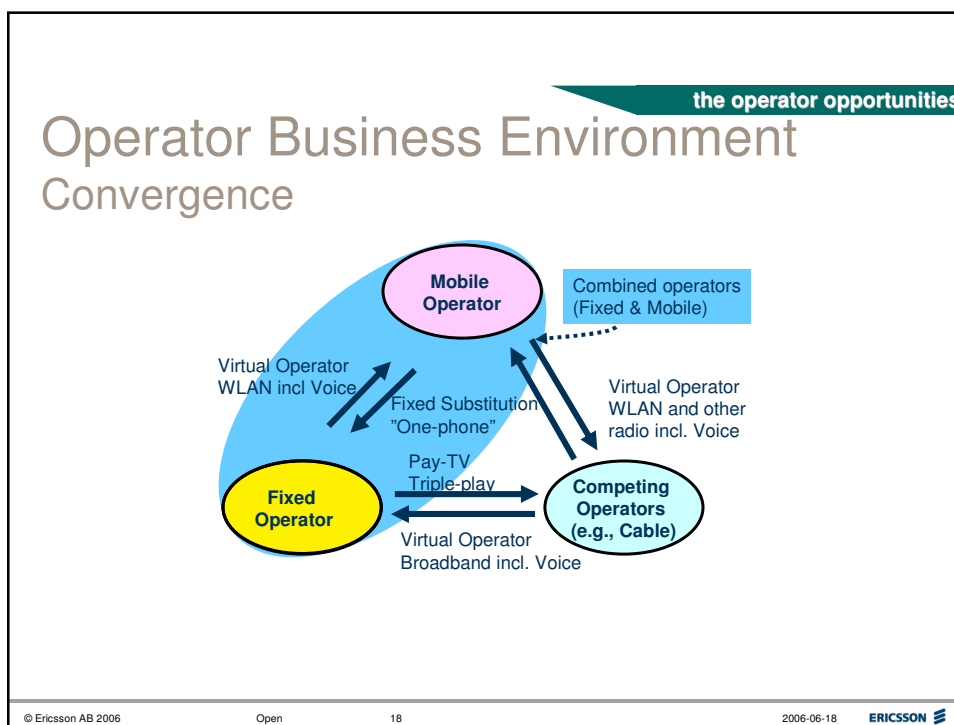 the operator opportunities
Operator Business Environment
Convergence
Mobile
Operator
Combined operators
(Fixed & Mobile)
Virtual Operator
WLAN incl Voice
Fixed Substitution
”One-phone”
Virtual Operator
WLAN and other
radio incl. Voice
Pay-TV
Triple-play
Fixed
Operator
Competing
Operators
(e.g., Cable)
Virtual Operator
Broadband incl. Voice
© Ericsson AB 2006 Open 18 2006-06-18 ERICSSON